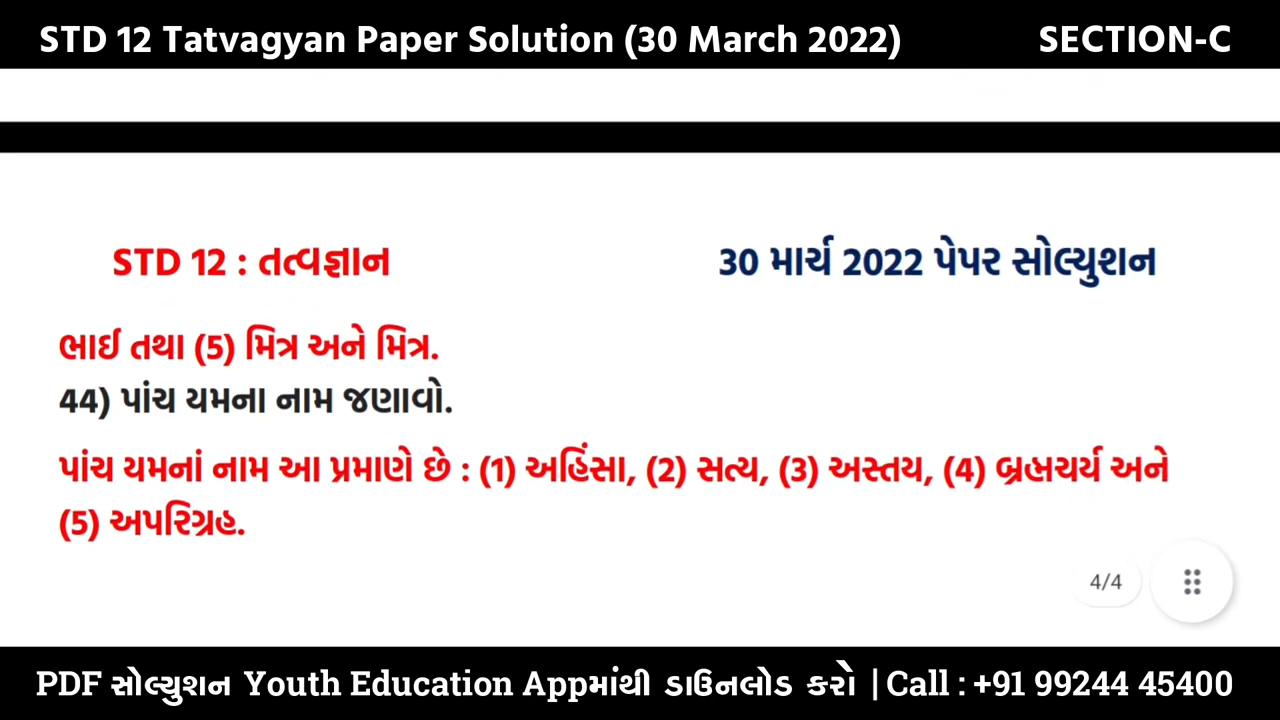 STD 12 Tatvagyan Paper Solution (30 March 2022) SECTION-C
STD 12 : તત્વજ્ઞાન 30 માર્ચ 2022 પેપર સોલ્યુશન
ભાઈ તથા (5) મિત્ર અને મિત્ર.
44) પાંચ યમના નામ જણાવો.
પાંચ યમનાં નામ આ પ્રમાણે છે : (1) અહિંસા, (2) સત્ય, (3) અસ્તય, (4) બ્રહ્મચર્ય અને
(5) અપરિગ્રહ.
4/4
PDF સોલ્યુશન Youth Education Appમાંથી ડાઉનલોડ કરો | Call : +91 99244 45400